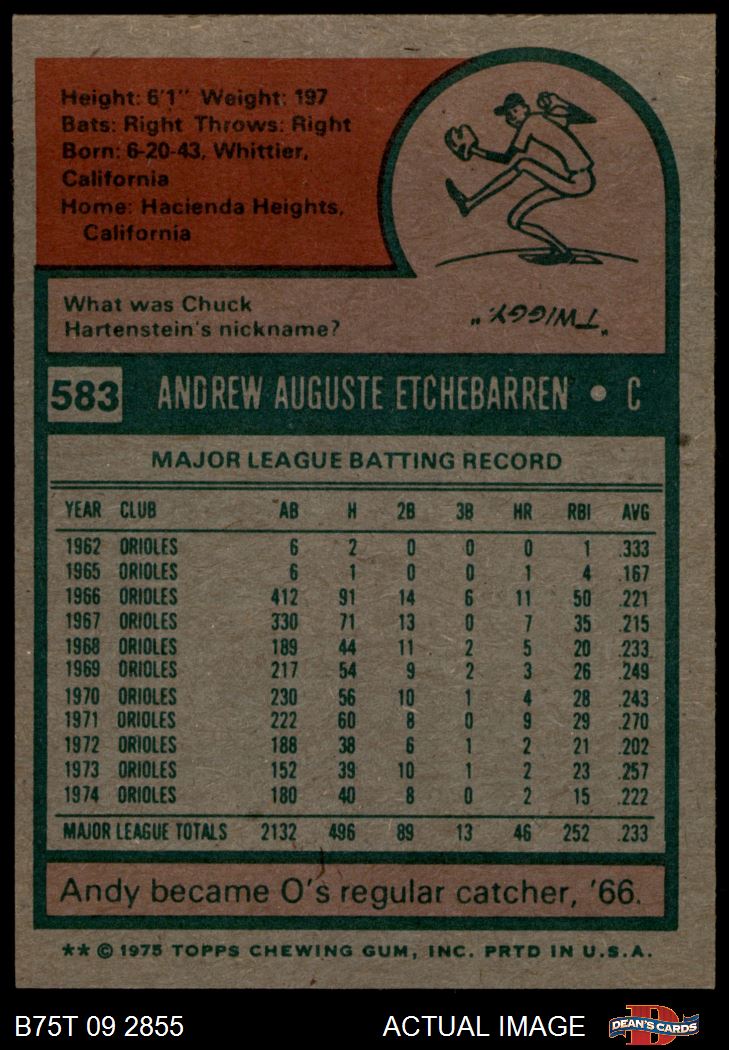 Height: 6'1" Weight: 197
Bats: Right Throws: Right
Born: 6-20-43, Whittier,
California
Home: Hacienda Heights,
California
What was Chuck
Hartenstein's nickname?
"TWIGGY."
583 ANDREW AUGUSTE ETCHEBARREN • C
MAJOR LEAGUE BATTING RECORD
YEAR CLUB AB H 2B 3B HR RBI AVG
1962 ORIOLES 6 2 0 0 0 1 .333
1965 ORIOLES 6 1 0 0 1 4 .167
1966 ORIOLES 412 91 14 6 11 50 .221
1967 ORIOLES 330 71 13 0 7 35 .215
1968 ORIOLES 189 44 11 2 5 20 .233
1969 ORIOLES 217 54 9 2 3 26 .249
1970 ORIOLES 230 56 10 1 4 28 .243
1971 ORIOLES 222 60 8 0 9 29 .270
1972 ORIOLES 188 38 6 1 2 21 .202
1973 ORIOLES 152 39 10 1 2 23 .257
1974 ORIOLES 180 40 8 0 2 15 .222
MAJOR LEAGUE TOTALS 2132 496 89 13 46 252 .233
Andy became O's regular catcher, '66.
** © 1975 TOPPS CHEWING GUM, INC. PRTD IN U.S.A.
B75T 09 2855 ACTUAL IMAGE
DEAN'S CARDS